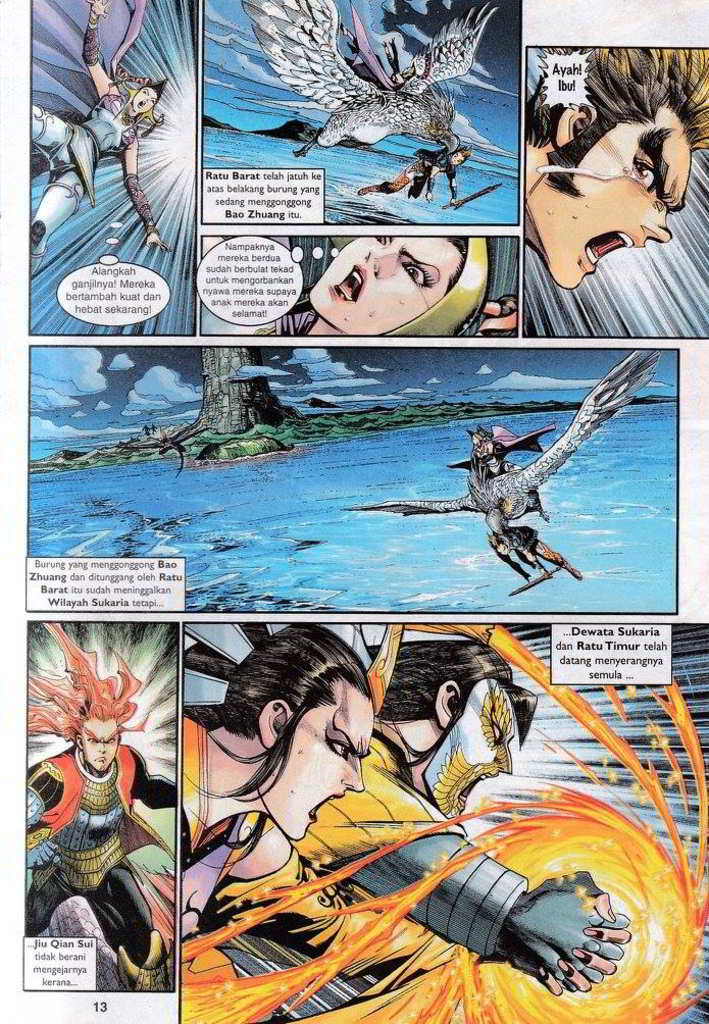 Alangkah
ganjilnya! Mereka
bertambah kuat dan
hebat sekarang!
Ratu Barat telah jatuh ke
atas belakang burung yang
sedang menggonggong
Bao Zhuang itu.
Nampaknya
mereka berdua
sudah berbulat tekad
untuk mengorbankan
nyawa mereka supaya
anak mereka akan
selamat!
Ayah!
Ibu!
Burung yang menggonggong Bao
Zhuang dan ditunggang oleh Ratu
Barat itu sudah meninggalkan
Wilayah Sukaria tetapi...
...Jiu Qian Sui
tidak berani
mengejarnya
kerana...
...Dewata Sukaria
dan Ratu Timur telah
datang menyerangnya
semula ...
13